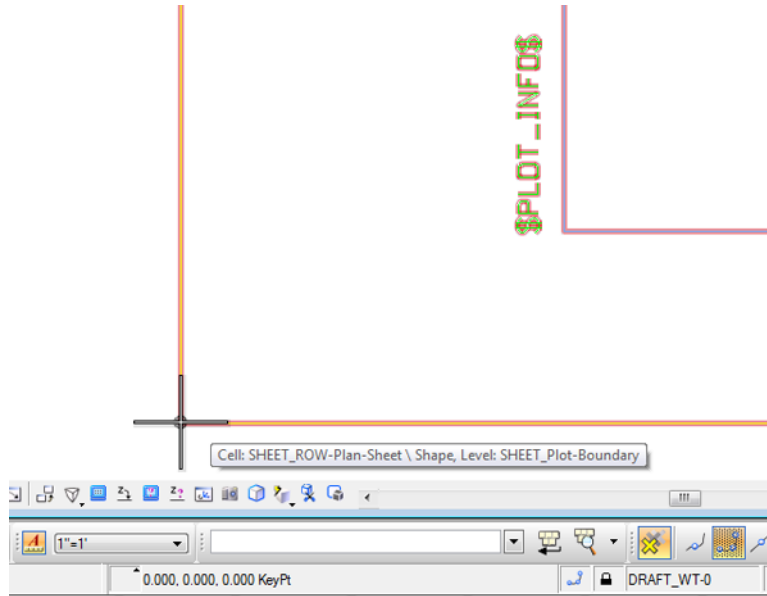 $PLOT_INFO$
Cell: SHEET_ROW-Plan-Sheet \ Shape, Level: SHEET_Plot-Boundary
1"=1'
0.000, 0.000, 0.000 KeyPt
DRAFT_WT-0